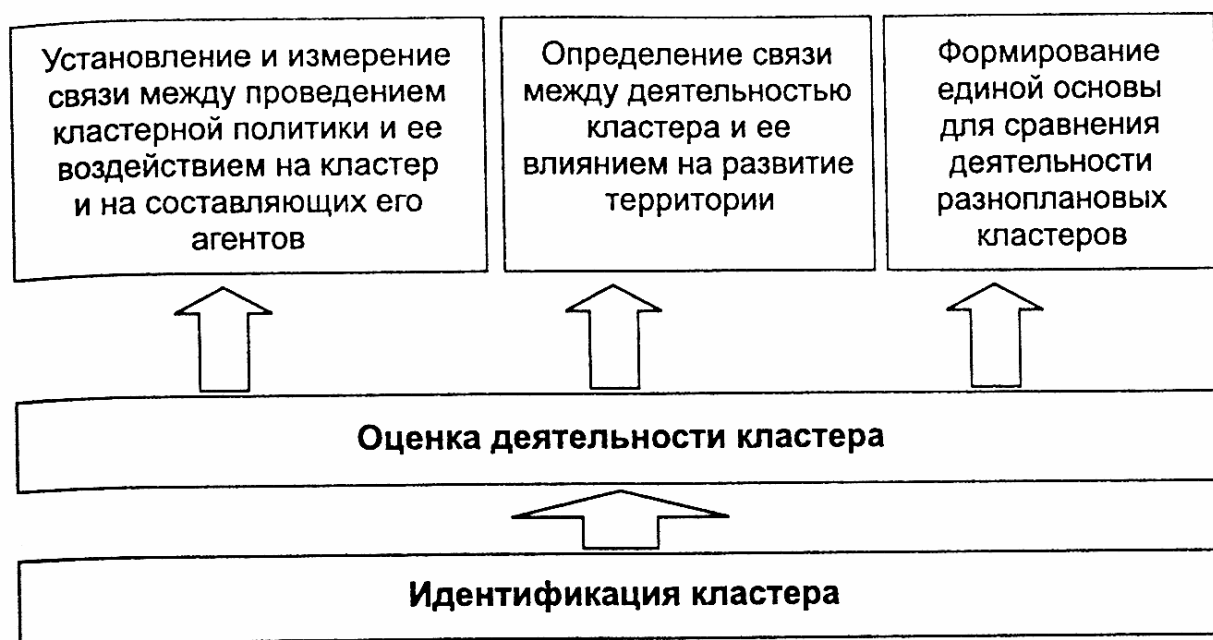 Установление и измерение
связи между проведением
кластерной политики и ее
воздействием на кластер
и на составляющих его
агентов
Определение связи
между деятельностью
кластера и ее
влиянием на развитие
территории
Формирование
единой основы
для сравнения
деятельности
разноплановых
кластеров
Оценка деятельности кластера
Идентификация кластера